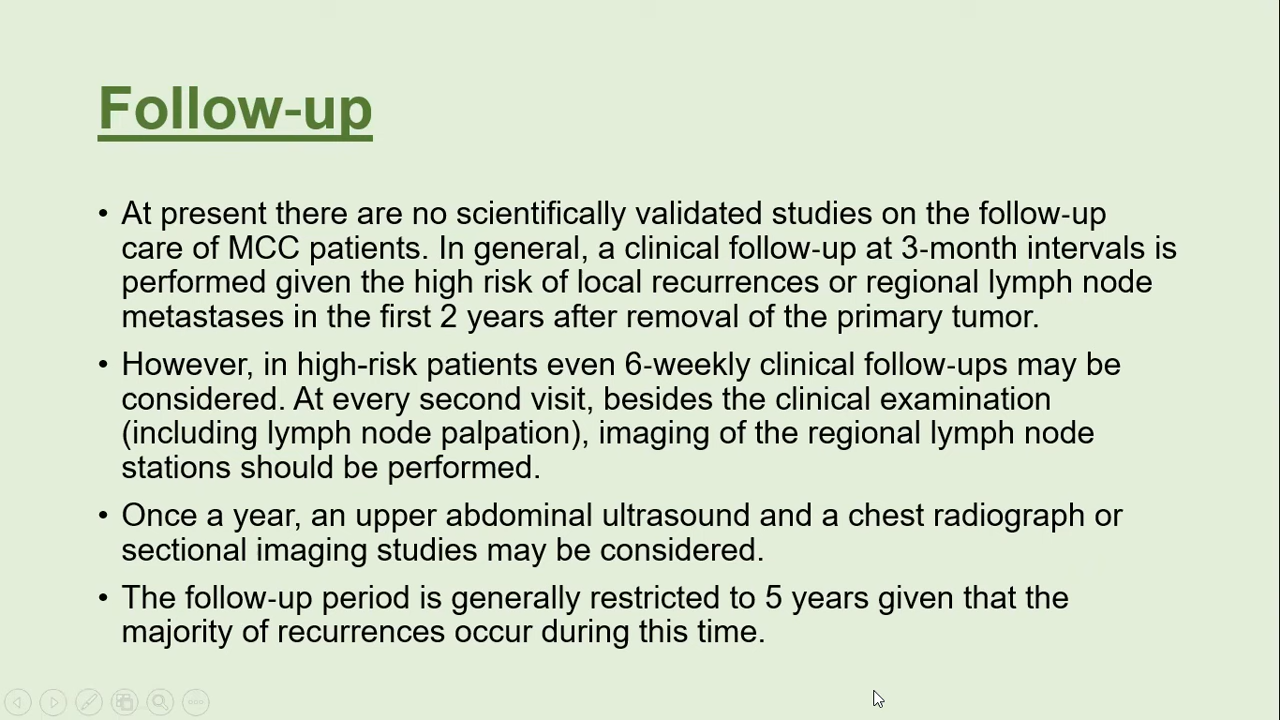 Follow-up
• At present there are no scientifically validated studies on the follow-up
care of MCC patients. In general, a clinical follow-up at 3-month intervals is
performed given the high risk of local recurrences or regional lymph node
metastases in the first 2 years after removal of the primary tumor.
• However, in high-risk patients even 6-weekly clinical follow-ups may be
considered. At every second visit, besides the clinical examination
(including lymph node palpation), imaging of the regional lymph node
stations should be performed.
• Once a year, an upper abdominal ultrasound and a chest radiograph or
sectional imaging studies may be considered.
• The follow-up period is generally restricted to 5 years given that the
majority of recurrences occur during this time.